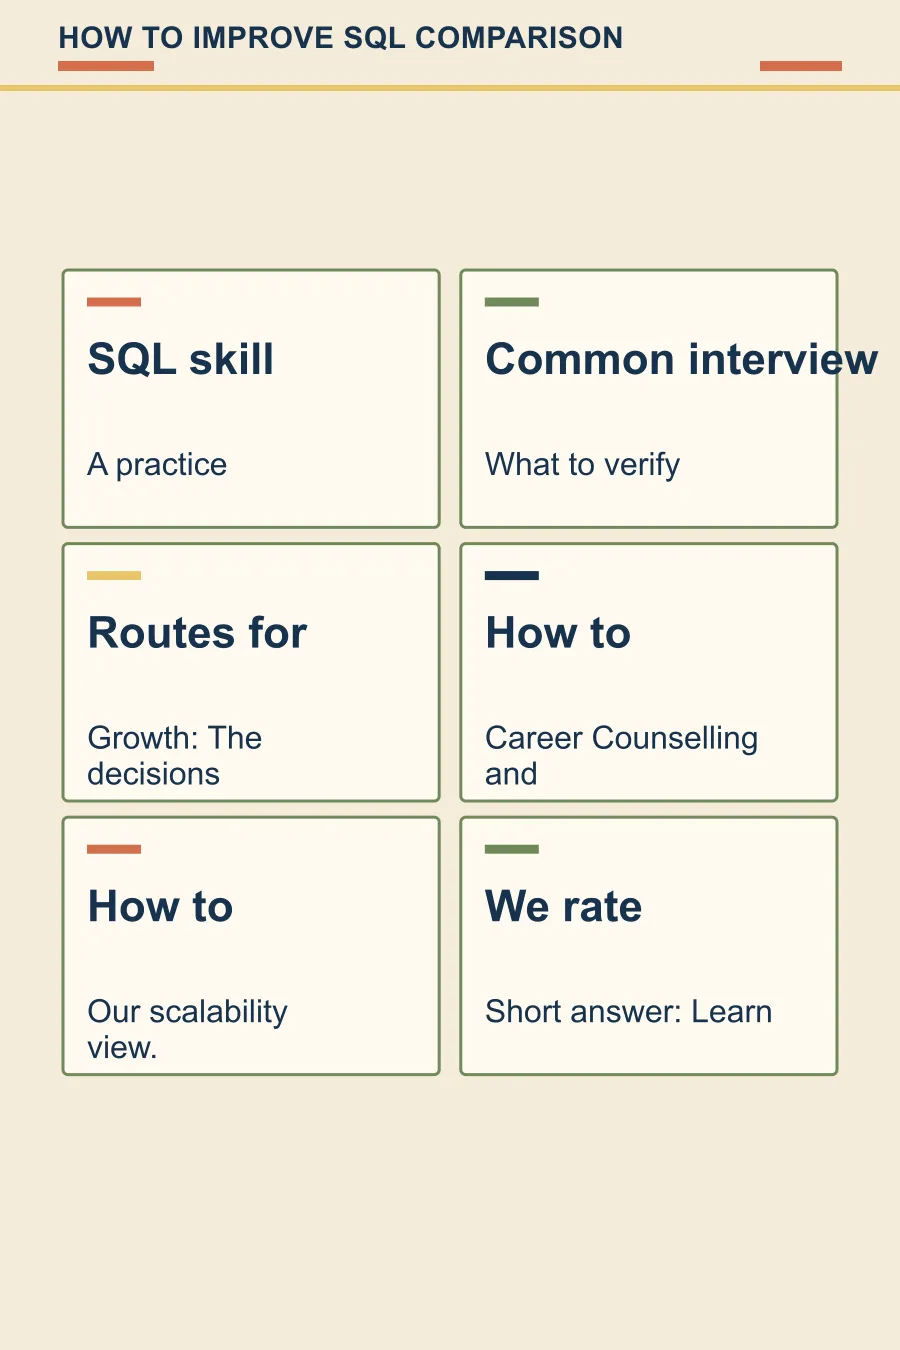 HOW TO IMPROVE SQL COMPARISON
SQL skill
A practice
Common interview
What to verify
Routes for
Growth: The
decisions
How to
Career Counselling
and
How to
Our scalability
view.
We rate
Short answer: Learn